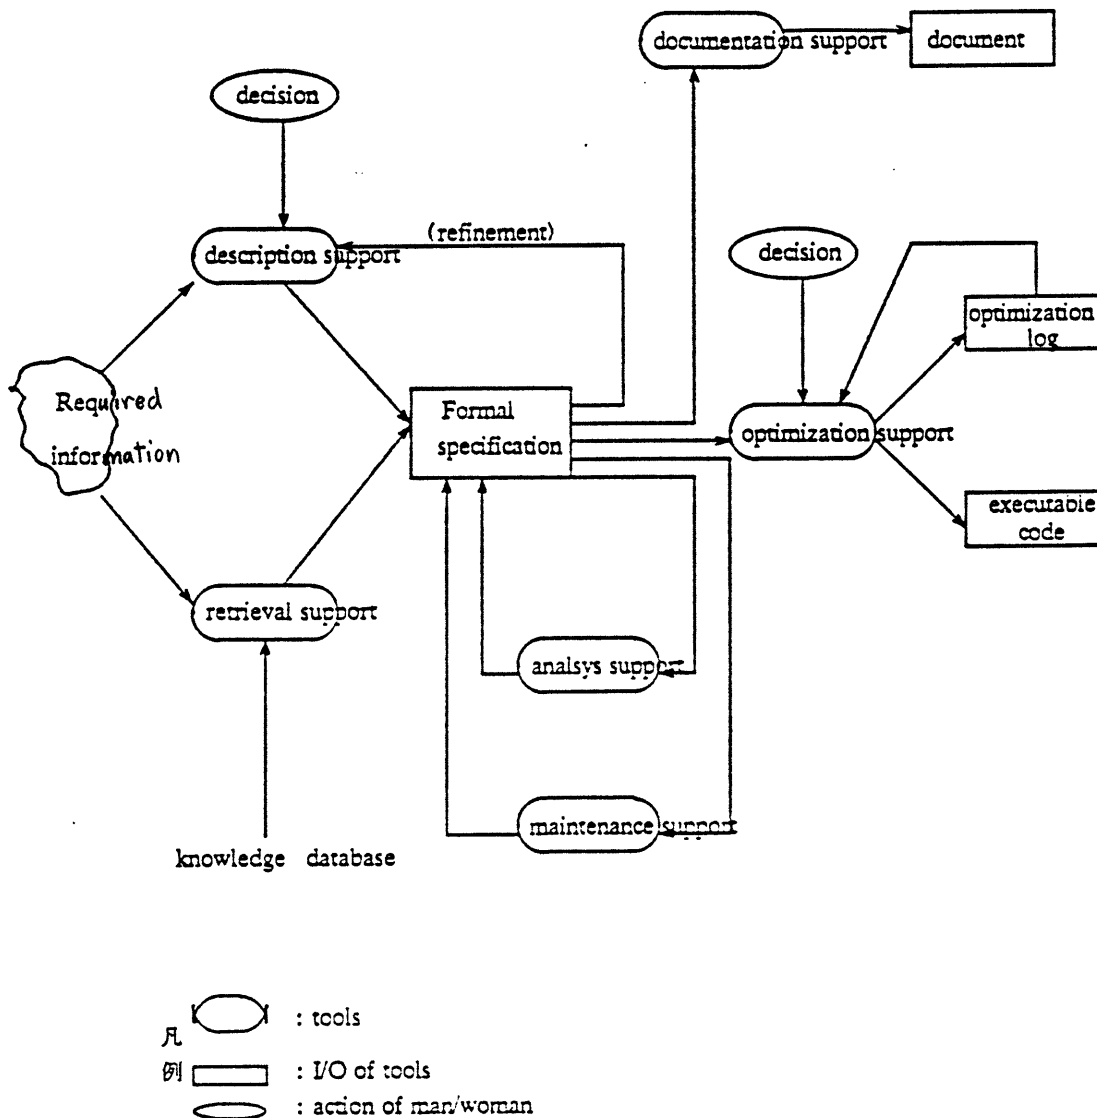 documentation support
document
decision
(refinement)
description support
decision
optimization
log
Required
information
Formal
specification
optimization support
executable
code
retrieval support
analsys support
maintenance support
knowledge database
凡
例
: tools
: I/O of tools
: action of man/woman